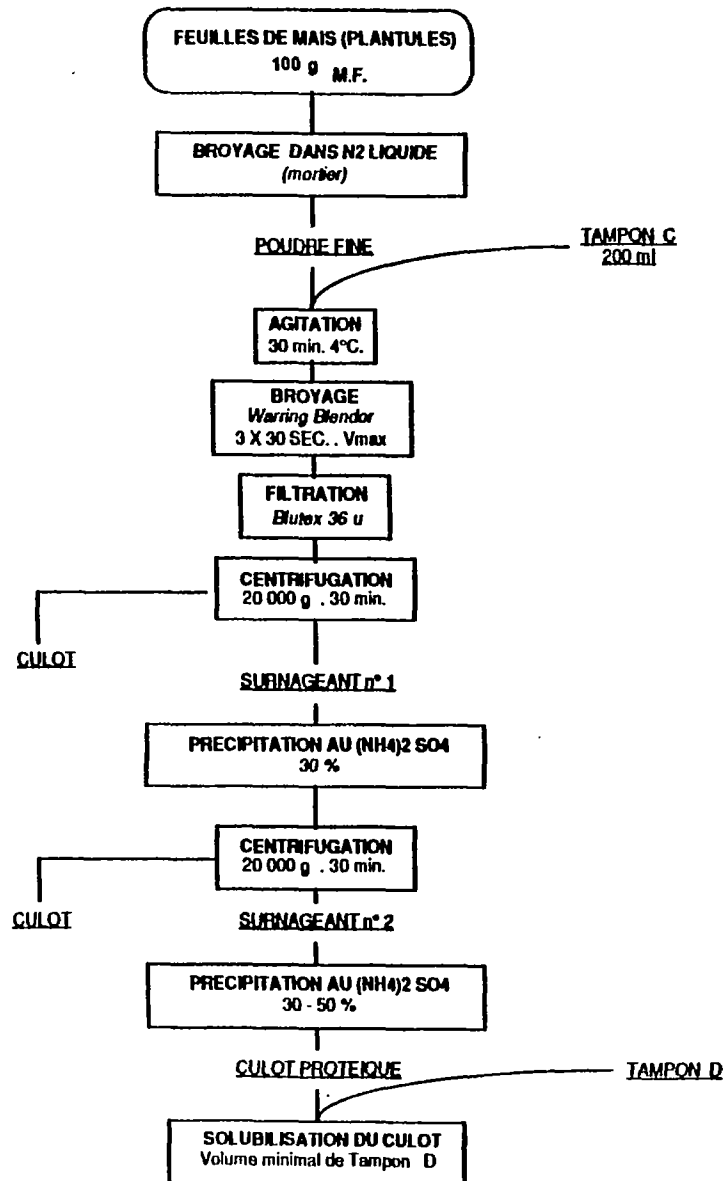 FEUILLES DE MAIS (PLANTULES)
100 g M.F.
BROYAGE DANS N2 LIQUIDE
(mortier)
POUDRE FINE
TAMPON C
200 ml
AGITATION
30 min. 4°C.
BROYAGE
Warring Blendor
3 X 30 SEC. . Vmax
FILTRATION
Blutex 36 u
CENTRIFUGATION
20 000 g . 30 min.
CULOT
SURNAGEANT n° 1
PRECIPITATION AU (NH4)2 SO4
30 %
CENTRIFUGATION
20 000 g . 30 min.
CULOT
SURNAGEANT n° 2
PRECIPITATION AU (NH4)2 SO4
30 - 50 %
CULOT PROTEIQUE
TAMPON D
SOLUBILISATION DU CULOT
Volume minimal de Tampon D